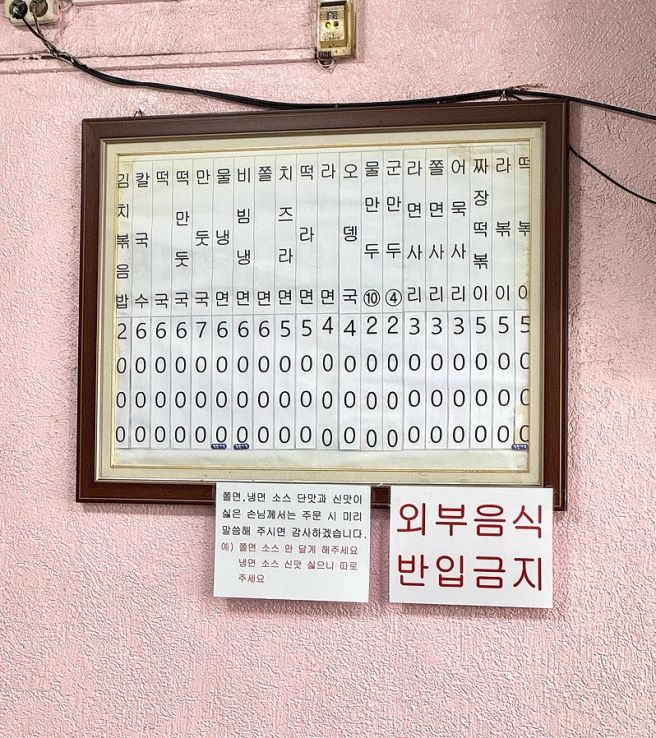 떡볶이 5000
라볶이 5000
짜장떡볶이 5000
어묵사리 3000
쫄면사리 3000
라면사리 3000
군만두④ 2000
물만두⑩ 2000
오뎅국 4000
라면 4000
떡라면 5000
치즈라면 5000
쫄면 6000
비빔냉면 6000
물냉면 6000
만둣국 7000
떡만둣국 6000
떡국 6000
칼국수 6000
김치볶음밥 2000
쫄면,냉면 소스 단맛과 신맛이
싫은 손님께서는 주문 시 미리
말씀해 주시면 감사하겠습니다.
예) 쫄면 소스 안 달게 해주세요
냉면 소스 신맛 싫으니 따로
주세요
외부음식
반입금지